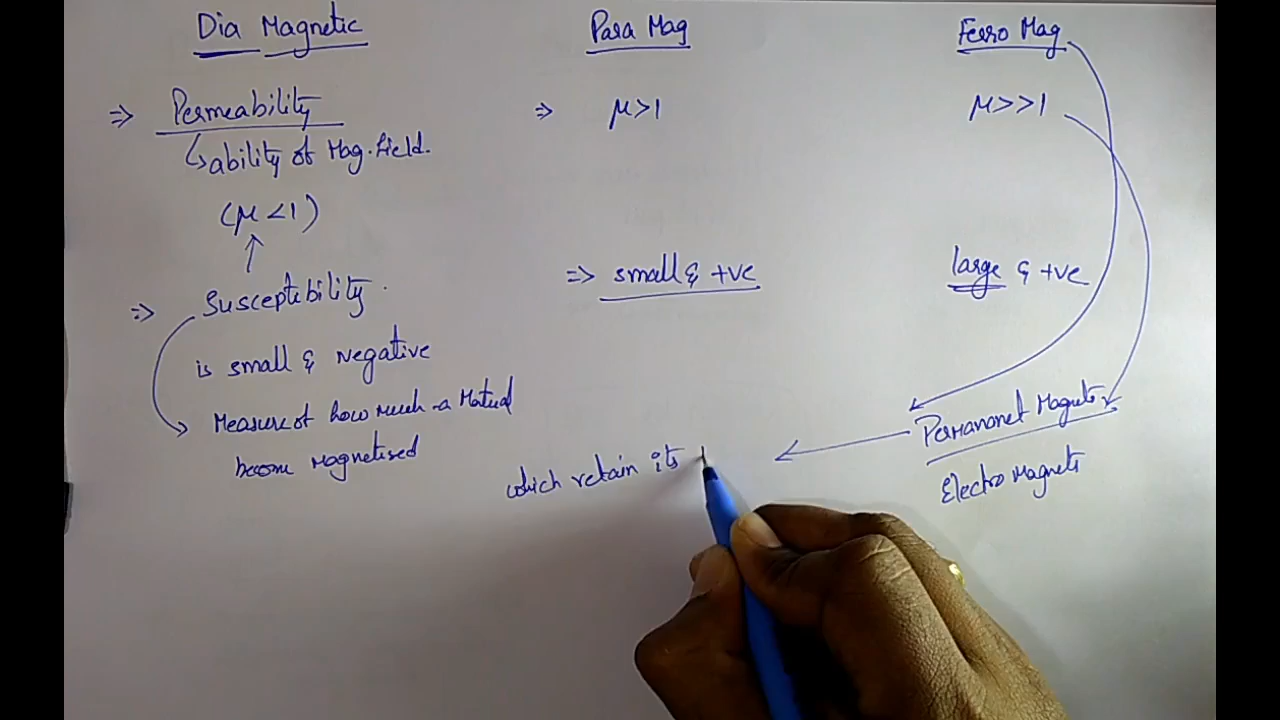 Dia Magnetic
Para Mag
Ferro Mag
⇒ Permeability
↳ ability of Mag. field.
(μ < 1)
⇒ μ > 1
μ >> 1
⇒ Susceptibility
is small & Negative
Measure of how much a Material
become Magnetised
⇒ small & +ve
large & +ve
Permanonet Magnets
Electro Magnets
which retain its